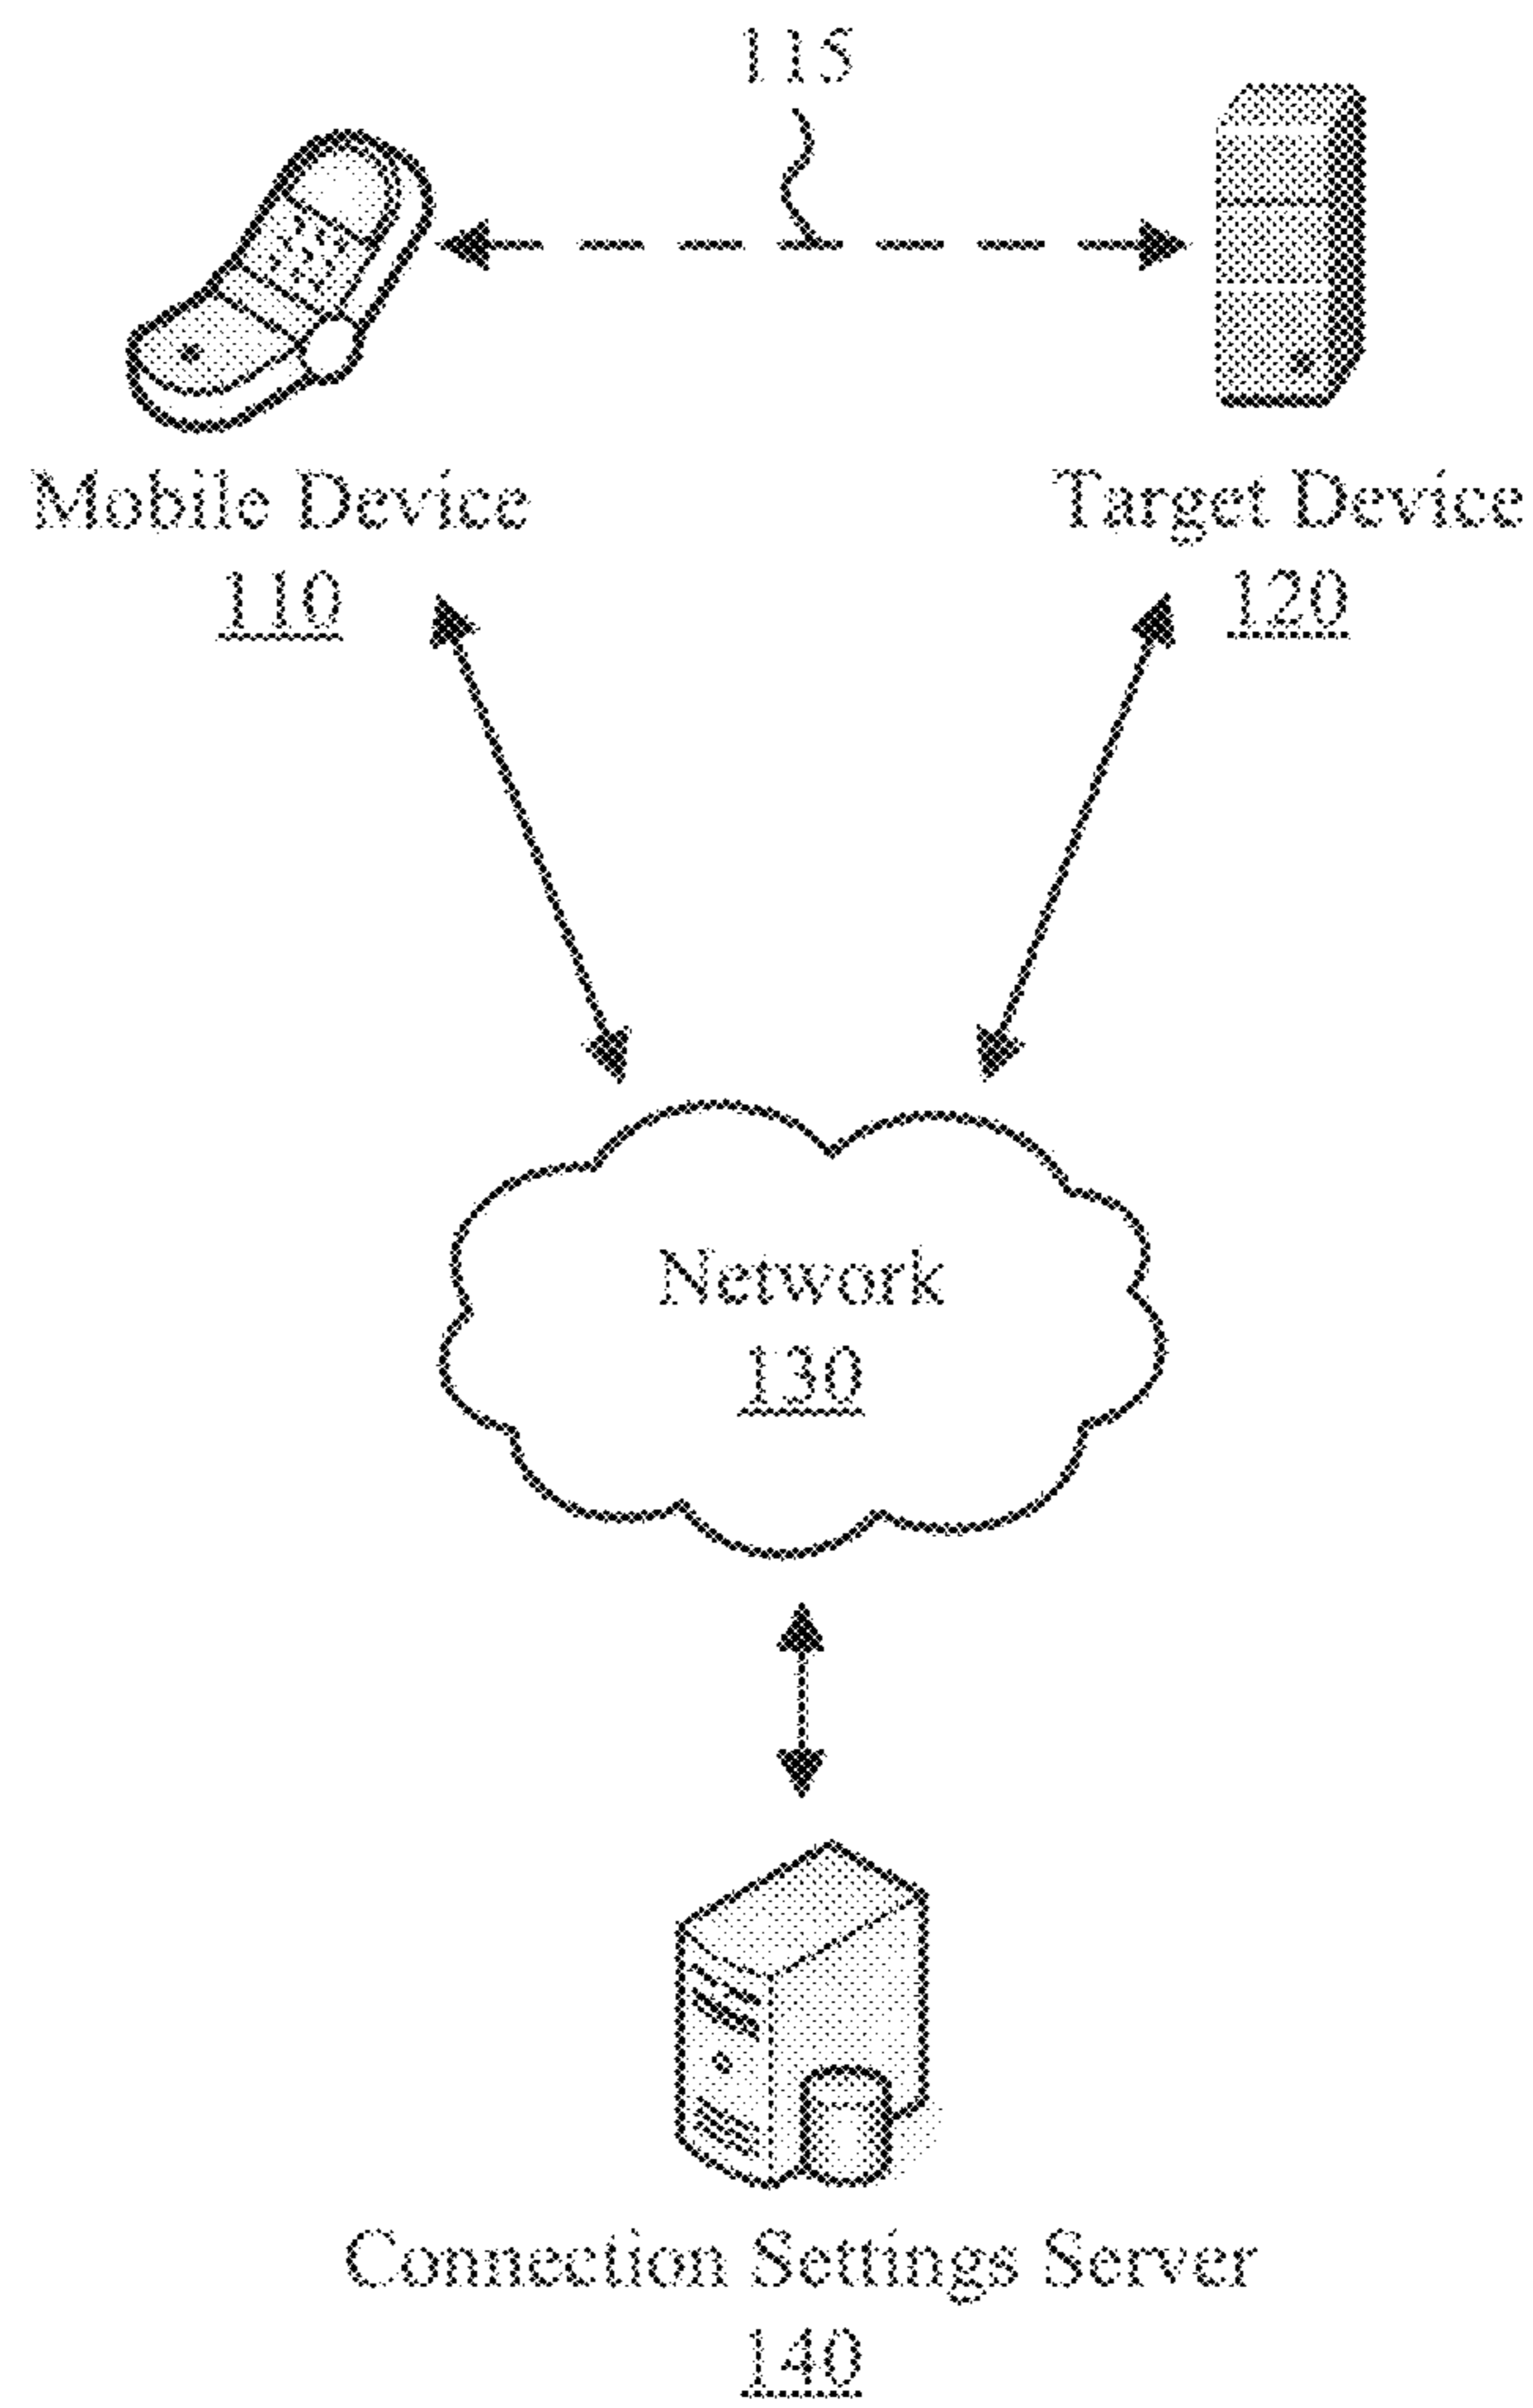 115
Mobile Device
110
Target Device
120
Network
130
Connection Settings Server
140